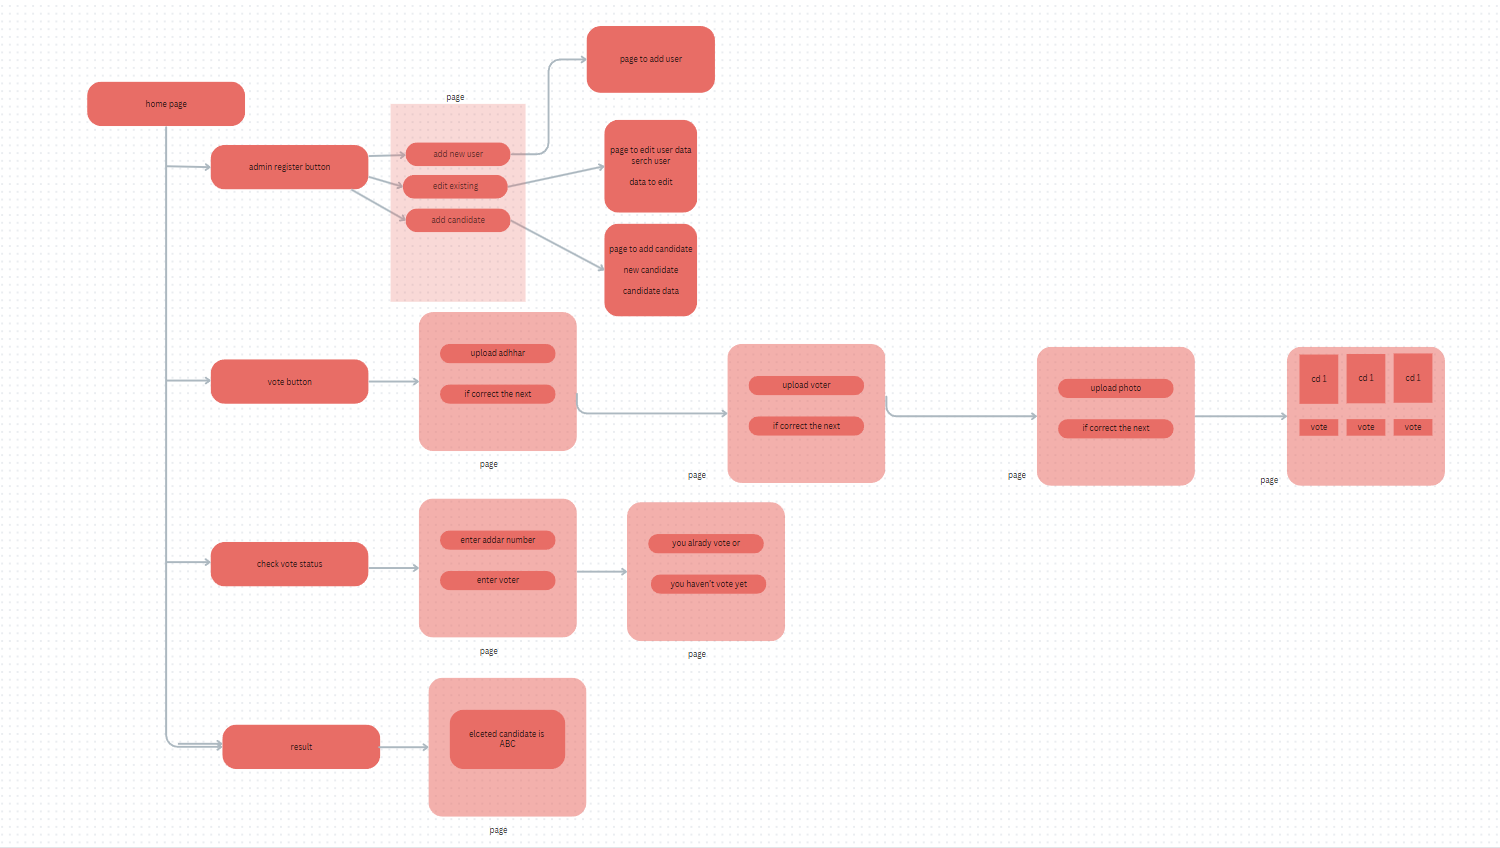 home page
admin register button
page
add new user
edit existing
add candidate
page to add user
page to edit user data
serch user
data to edit
page to add candidate
new candidate
candidate data
vote button
upload adhhar
if correct the next
page
upload voter
if correct the next
page
upload photo
if correct the next
page
cd 1
cd 1
cd 1
vote
vote
vote
page
check vote status
enter addar number
enter voter
page
you alrady vote or
you haven't vote yet
page
result
elceted candidate is
ABC
page